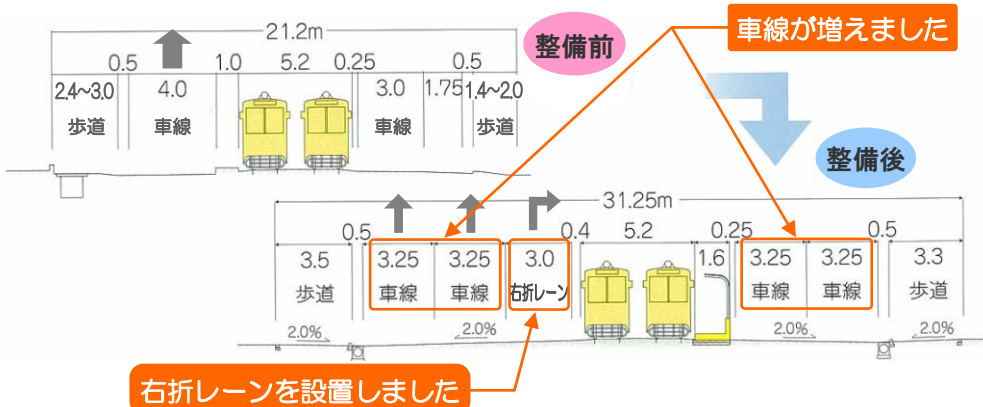 車線が増えました
整備前
21.2m
0.5 1.0 5.2 0.25 0.5
2.4~3.0 4.0 3.0 1.75 1.4~2.0
歩道 車線 車線 歩道
整備後
31.25m
0.5 0.4 5.2 0.25 0.5
3.5 3.25 3.25 3.0 1.6 3.25 3.25 3.3
歩道 車線 車線 右折レーン 車線 車線 歩道
2.0% 2.0% 2.0% 2.0%
右折レーンを設置しました